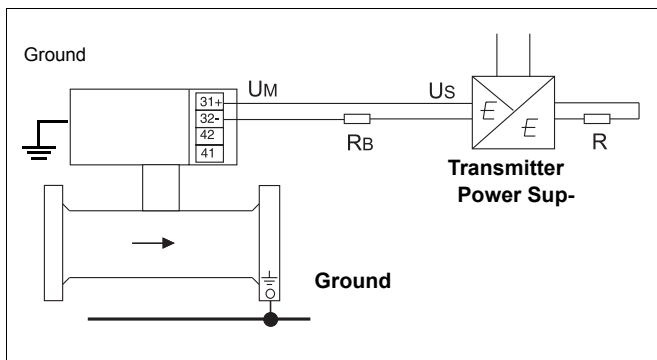 Ground
31+
32-
42
41
UM
US
RB
R
E
E
Transmitter
Power Sup-
Ground